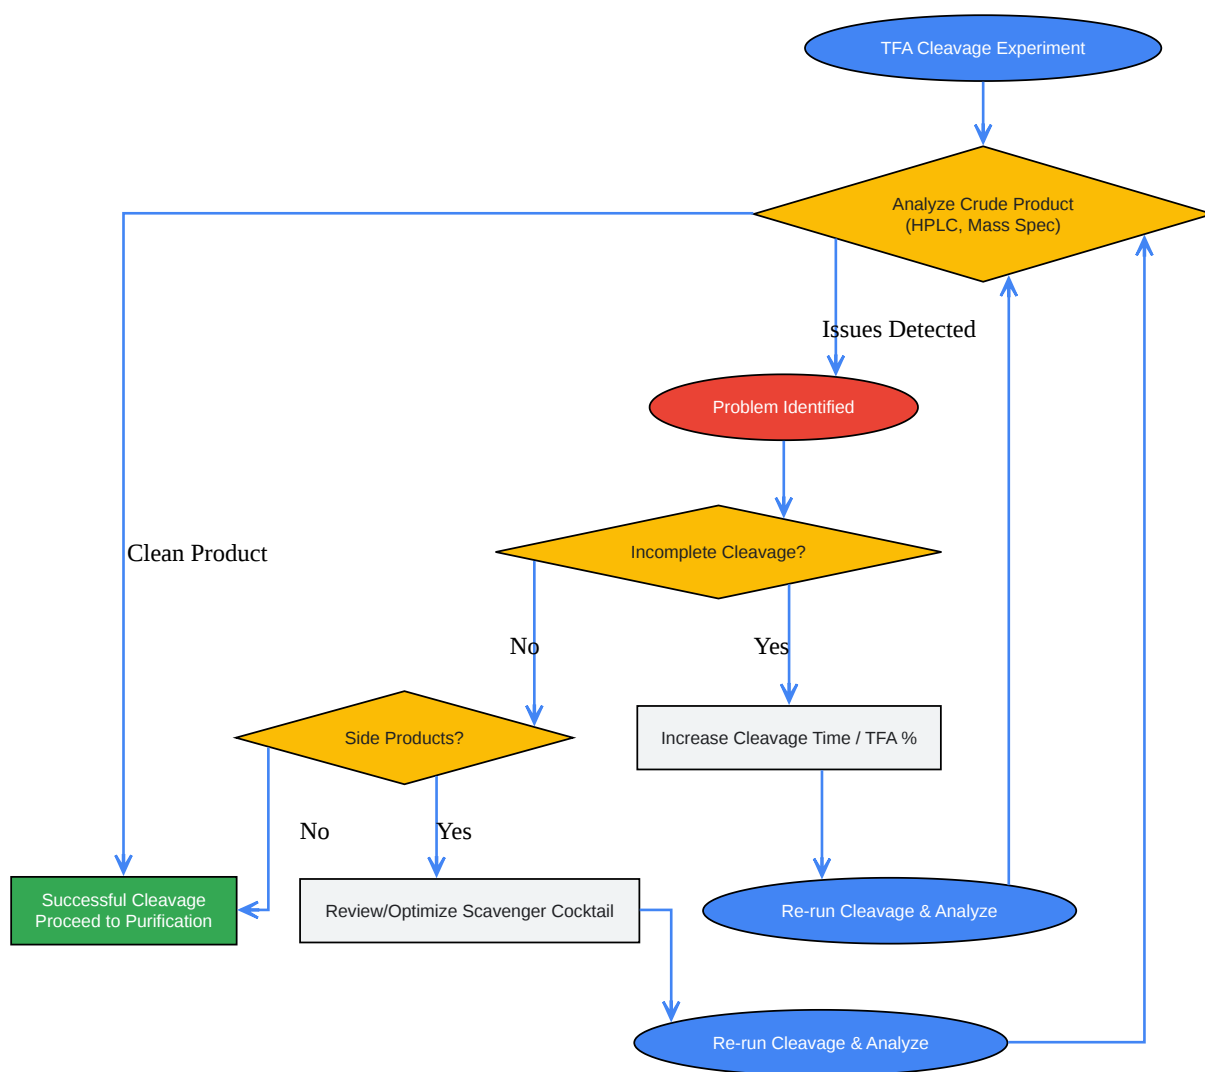 TFA Cleavage Experiment
Analyze Crude Product
(HPLC, Mass Spec)
Issues Detected
Problem Identified
Clean Product
Incomplete Cleavage?
No
Yes
Side Products?
Increase Cleavage Time / TFA %
No
Yes
Successful Cleavage
Proceed to Purification
Review/Optimize Scavenger Cocktail
Re-run Cleavage & Analyze
Re-run Cleavage & Analyze